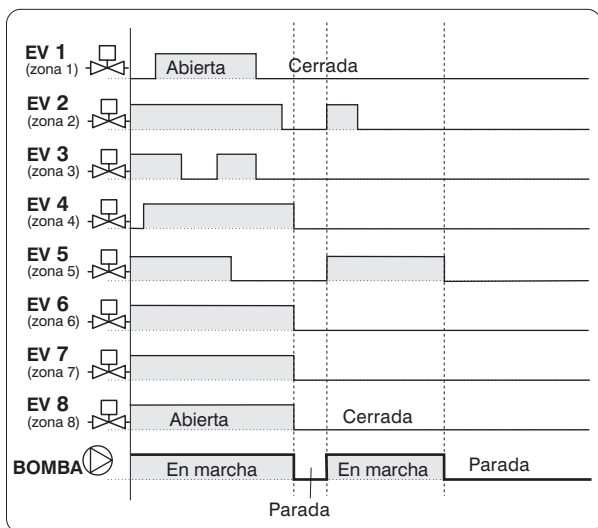 EV 1
(zona 1)
Abierta
Cerrada
EV 2
(zona 2)
EV 3
(zona 3)
EV 4
(zona 4)
EV 5
(zona 5)
EV 6
(zona 6)
EV 7
(zona 7)
EV 8
(zona 8)
Abierta
Cerrada
BOMBA
En marcha
En marcha
Parada
Parada